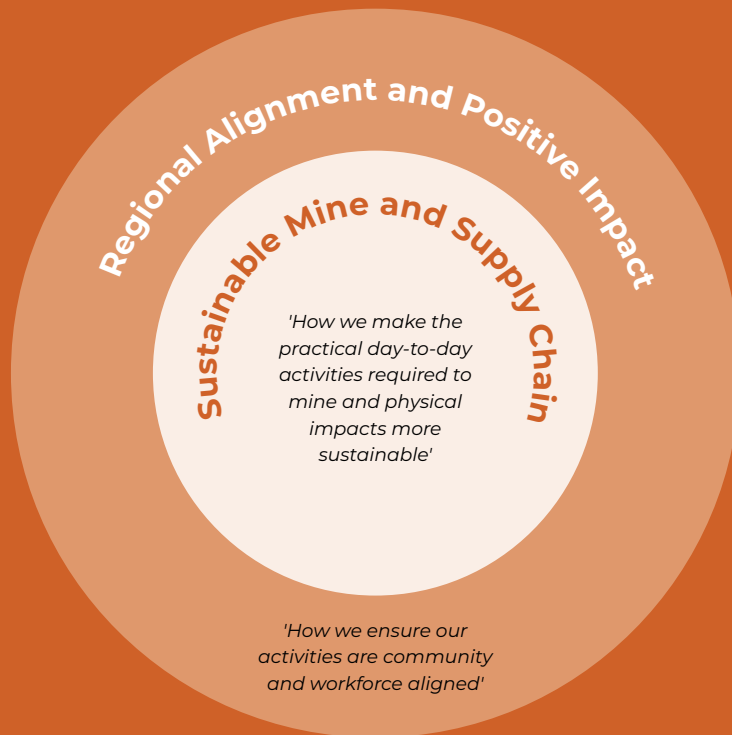 Regional Alignment and Positive Impact
Sustainable Mine and Supply Chain
'How we make the
practical day-to-day
activities required to
mine and physical
impacts more
sustainable'
'How we ensure our
activities are community
and workforce aligned'